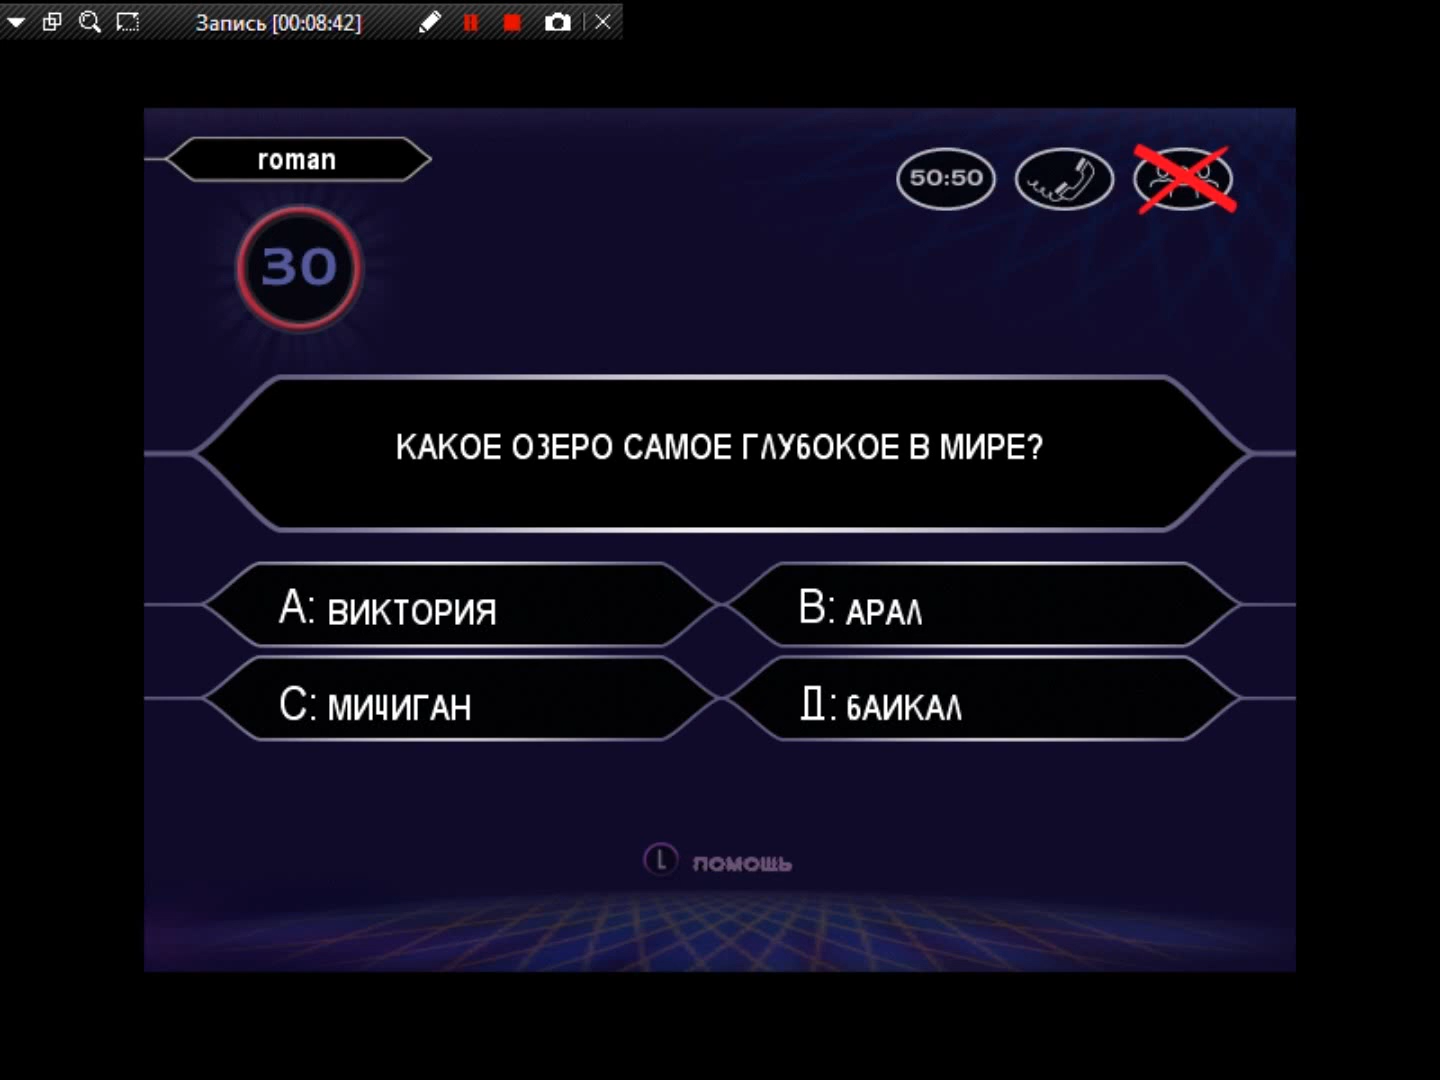 Запись [00:08:42]
roman
50:50
30
КАКОЕ ОЗЕРО САМОЕ ГЛУБОКОЕ В МИРЕ?
A: ВИКТОРИЯ
B: АРАЛ
C: МИЧИГАН
Д: БАИКАЛ
L ПОМОЩЬ